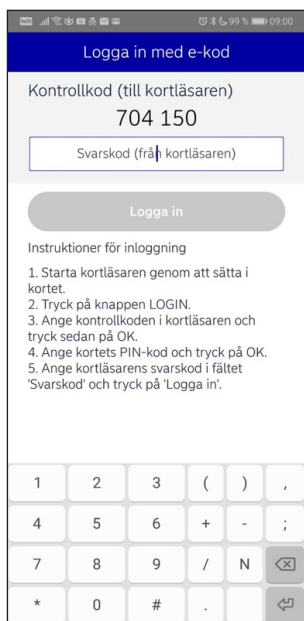 99 % 09:00
Logga in med e-kod
Kontrollkod (till kortläsaren)
704 150
Svarskod (från kortläsaren)
Logga in
Instruktioner för inloggning
1. Starta kortläsaren genom att sätta i
kortet.
2. Tryck på knappen LOGIN.
3. Ange kontrollkoden i kortläsaren och
tryck sedan på OK.
4. Ange kortets PIN-kod och tryck på OK.
5. Ange kortläsarens svarskod i fältet
'Svarskod' och tryck på 'Logga in'.
1 2 3 ( ) ,
4 5 6 + - ;
7 8 9 / N
* 0 # .